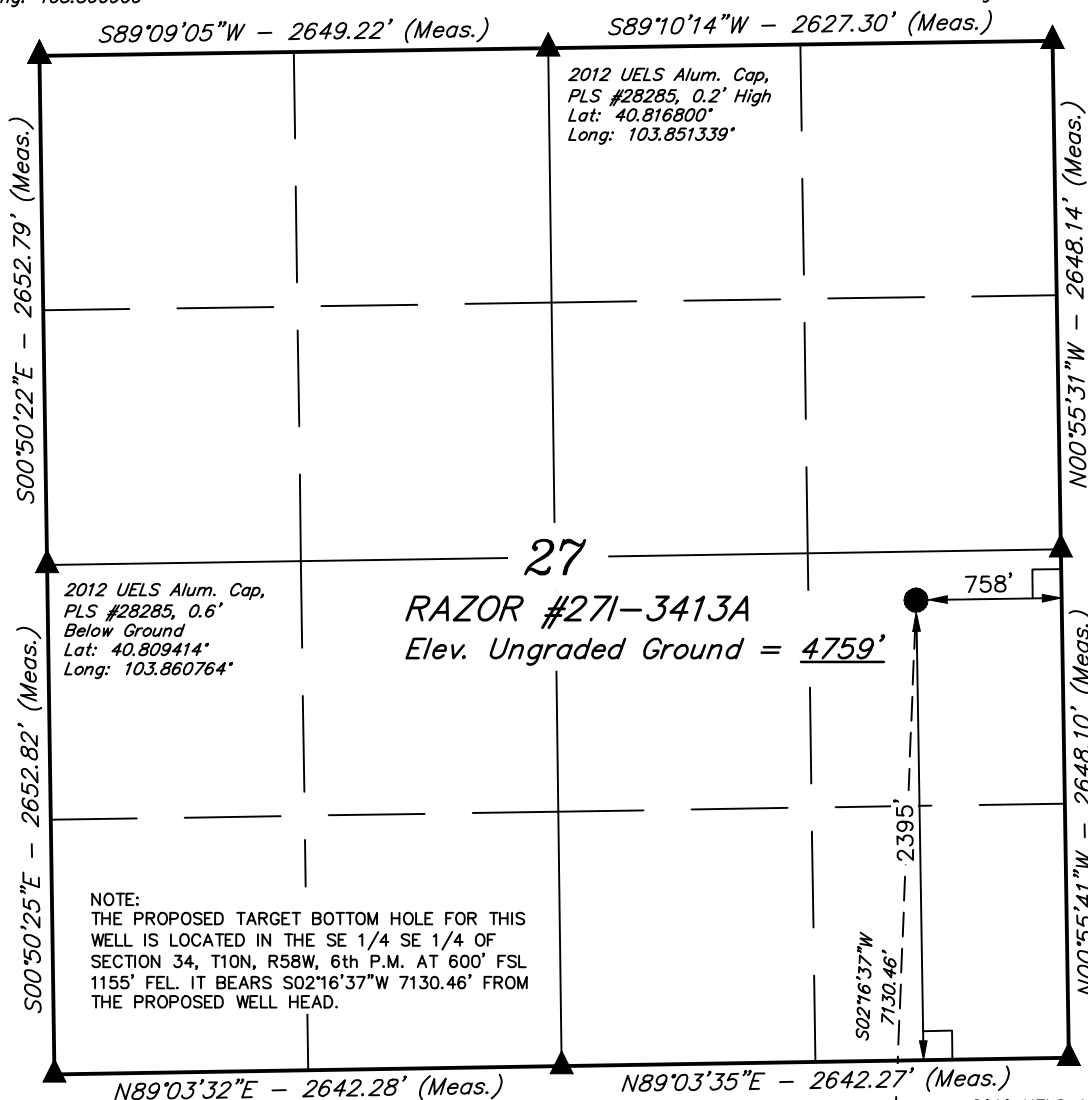 S89°09'05"W - 2649.22' (Meas.)
S89°10'14"W - 2627.30' (Meas.)
2012 UELS Alum. Cap,
PLS #28285, 0.2' High
Lat: 40.816800°
Long: 103.851339°
S00°50'22"E - 2652.79' (Meas.)
N00°55'31"W - 2648.14' (Meas.)
27
RAZOR #27I-3413A
Elev. Ungraded Ground = 4759'
758'
2012 UELS Alum. Cap,
PLS #28285, 0.6'
Below Ground
Lat: 40.809414°
Long: 103.860764°
S00°50'25"E - 2652.82' (Meas.)
N00°55'41"W - 2648.10' (Meas.)
2395'
S02°16'37"W
7130.46'
NOTE:
THE PROPOSED TARGET BOTTOM HOLE FOR THIS
WELL IS LOCATED IN THE SE 1/4 SE 1/4 OF
SECTION 34, T10N, R58W, 6th P.M. AT 600' FSL
1155' FEL. IT BEARS S02°16'37"W 7130.46' FROM
THE PROPOSED WELL HEAD.
N89°03'32"E - 2642.28' (Meas.)
N89°03'35"E - 2642.27' (Meas.)